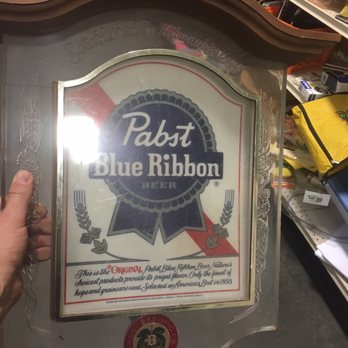 Pabst
Blue Ribbon
BEER
®
This is the ORIGINAL Pabst Blue Ribbon Beer. Nature's
choicest products provide its prized flavor. Only the finest of
hops and grains are used. Selected as America's Best in 1893.
B